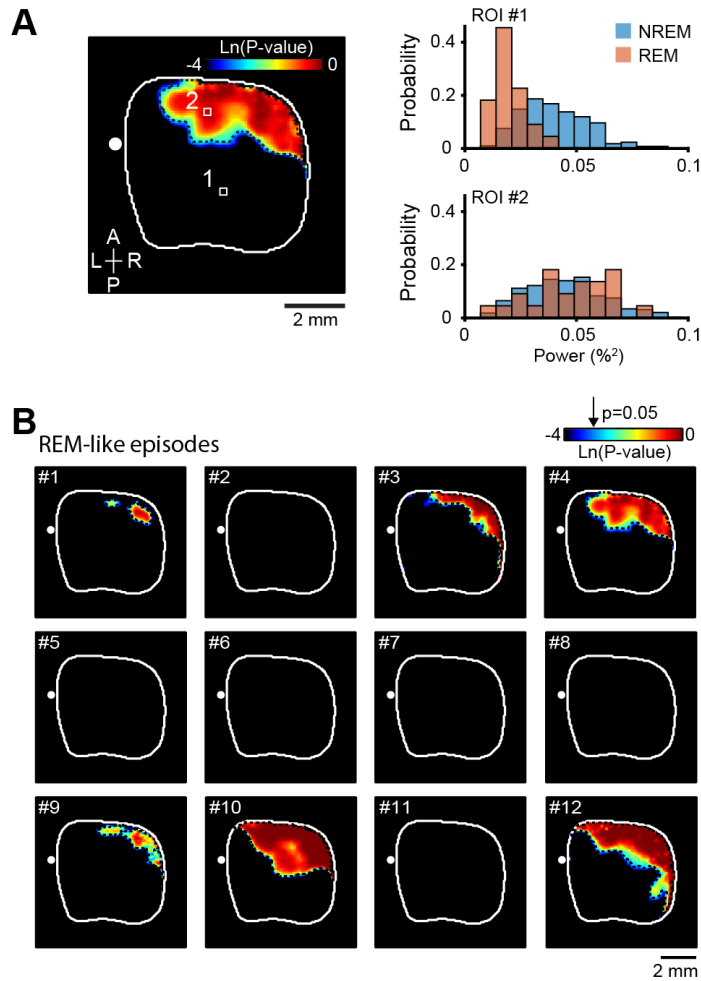 A
Ln(P-value)
-4 0
2
1
A
L R
P
2 mm
ROI #1
NREM
REM
Probability
0.4
0.2
0
0.05
0.1
ROI #2
Probability
0.4
0.2
0
0.05
0.1
Power (%²)
B
REM-like episodes
p=0.05
-4 0
Ln(P-value)
#1
#2
#3
#4
#5
#6
#7
#8
#9
#10
#11
#12
2 mm